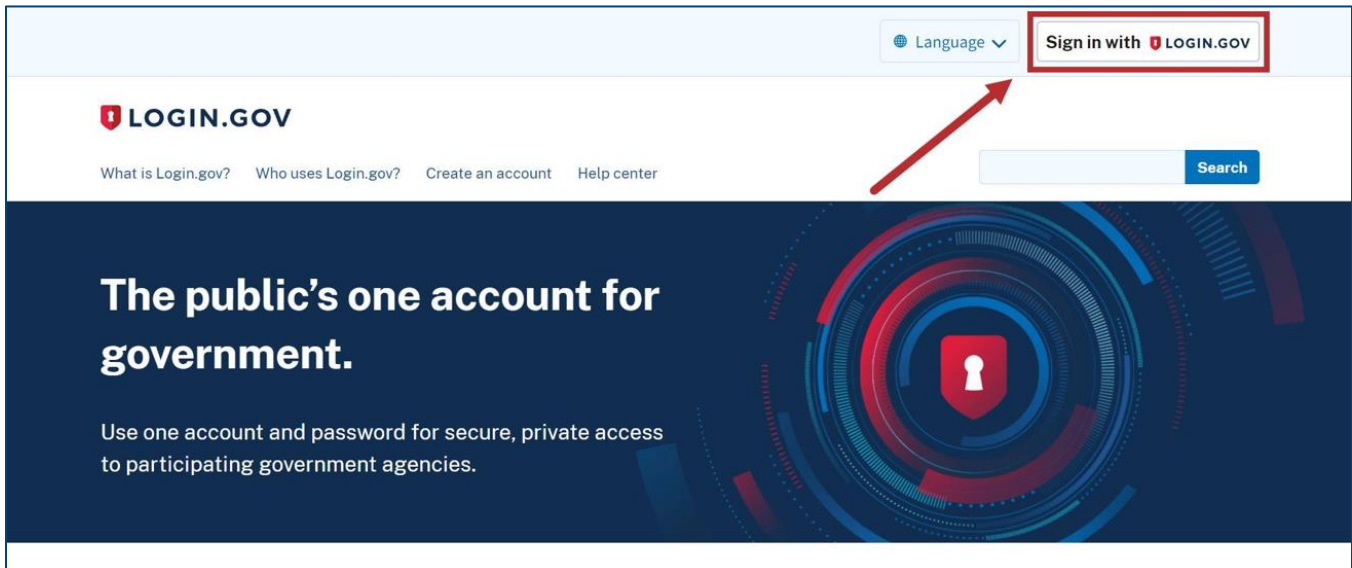 Language
Sign in with LOGIN.GOV
LOGIN.GOV
What is Login.gov? Who uses Login.gov? Create an account Help center
Search
The public’s one account for
government.
Use one account and password for secure, private access
to participating government agencies.